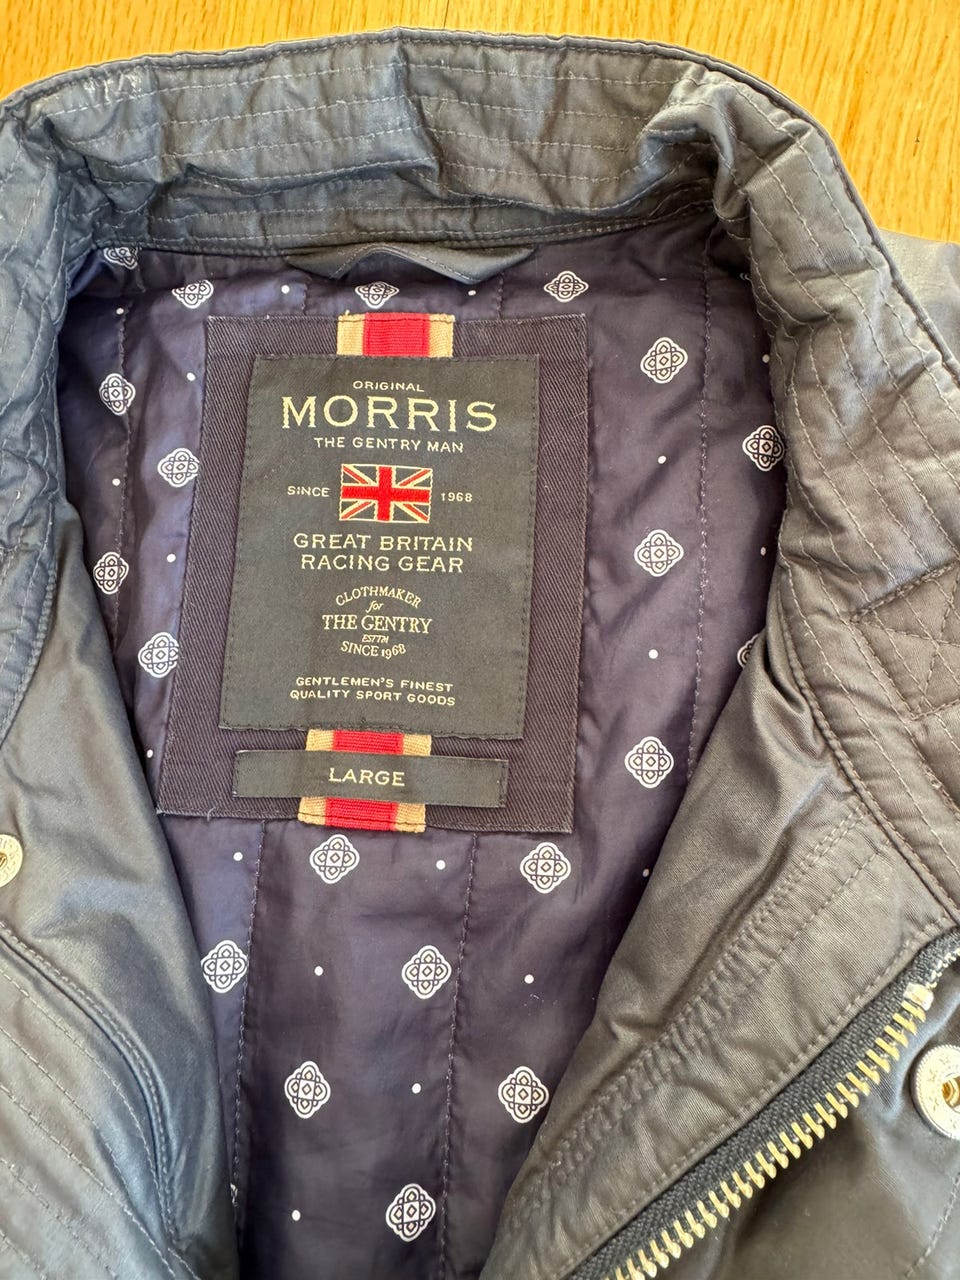 ORIGINAL
MORRIS
THE GENTRY MAN
SINCE 1968
GREAT BRITAIN
RACING GEAR
CLOTHMAKER
for
THE GENTRY
SINCE 1968
GENTLEMEN'S FINEST
QUALITY SPORT GOODS
LARGE